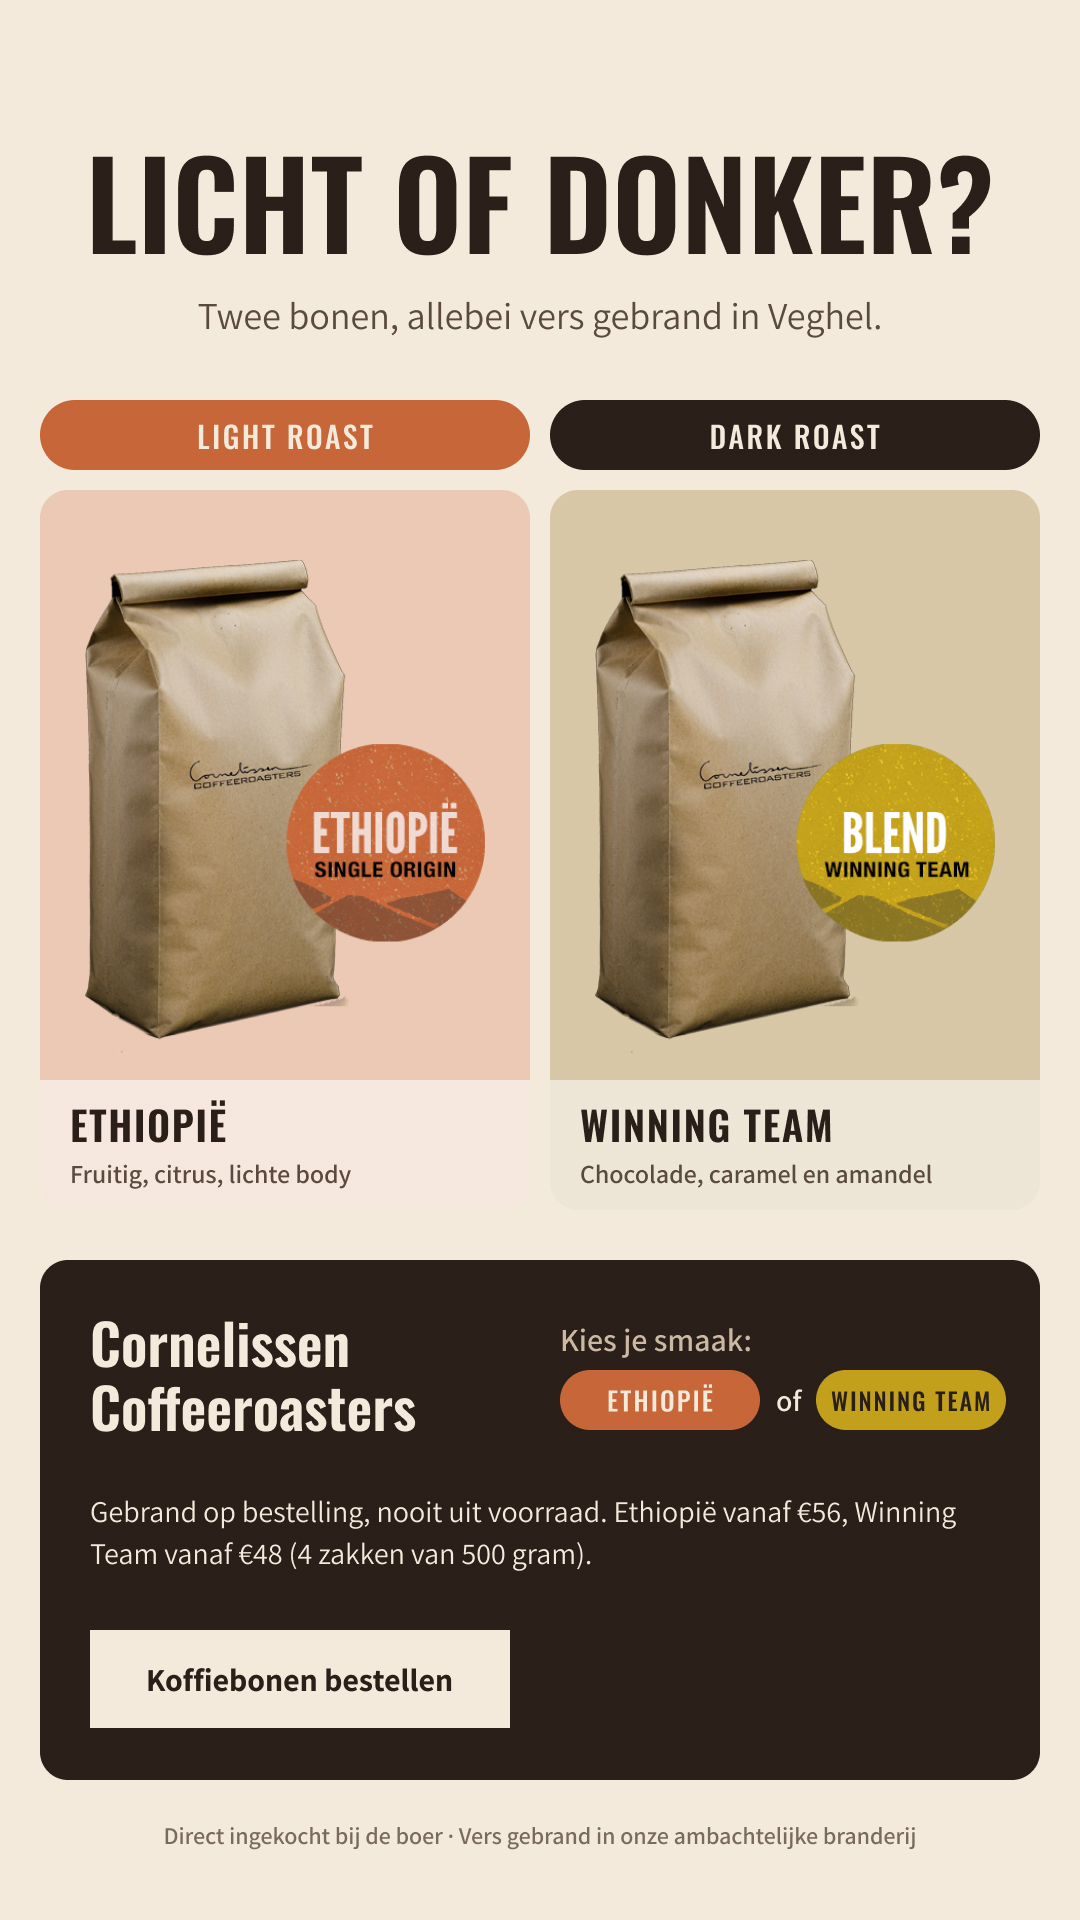 LICHT OF DONKER?
Twee bonen, allebei vers gebrand in Veghel.
LIGHT ROAST
DARK ROAST
Cornelissen
COFFEEROASTERS
ETHIOPIË
SINGLE ORIGIN
Cornelissen
COFFEEROASTERS
BLEND
WINNING TEAM
ETHIOPIË
Fruitig, citrus, lichte body
WINNING TEAM
Chocolade, caramel en amandel
Cornelissen
Coffeeroasters
Kies je smaak:
ETHIOPIË of WINNING TEAM
Gebrand op bestelling, nooit uit voorraad. Ethiopië vanaf €56, Winning
Team vanaf €48 (4 zakken van 500 gram).
Koffiebonen bestellen
Direct ingekocht bij de boer · Vers gebrand in onze ambachtelijke branderij